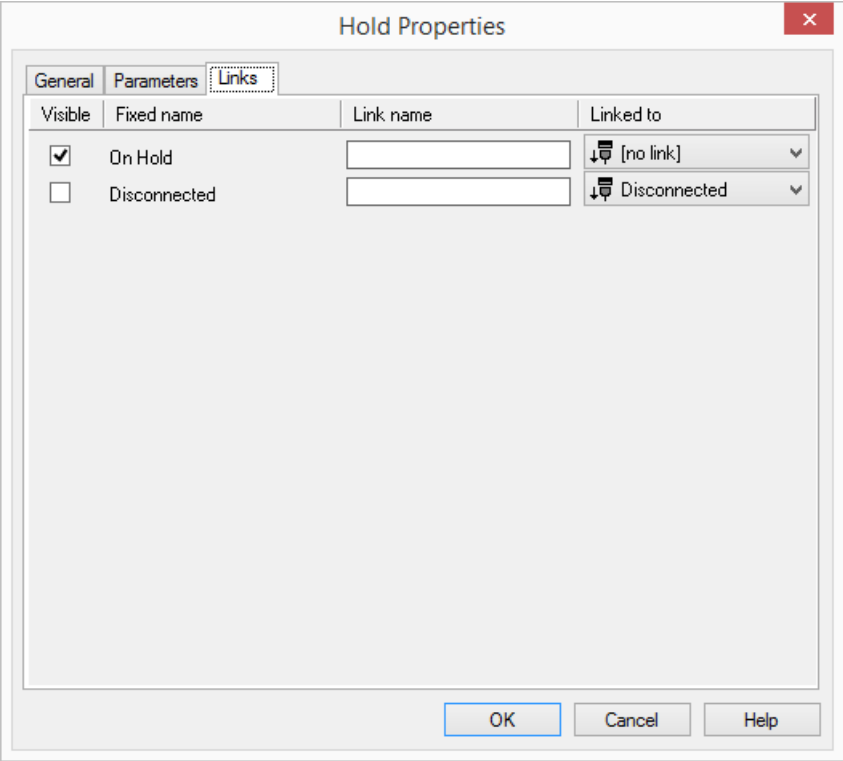 Hold Properties
General Parameters Links
Visible Fixed name Link name Linked to
On Hold [no link]
Disconnected Disconnected
OK Cancel Help